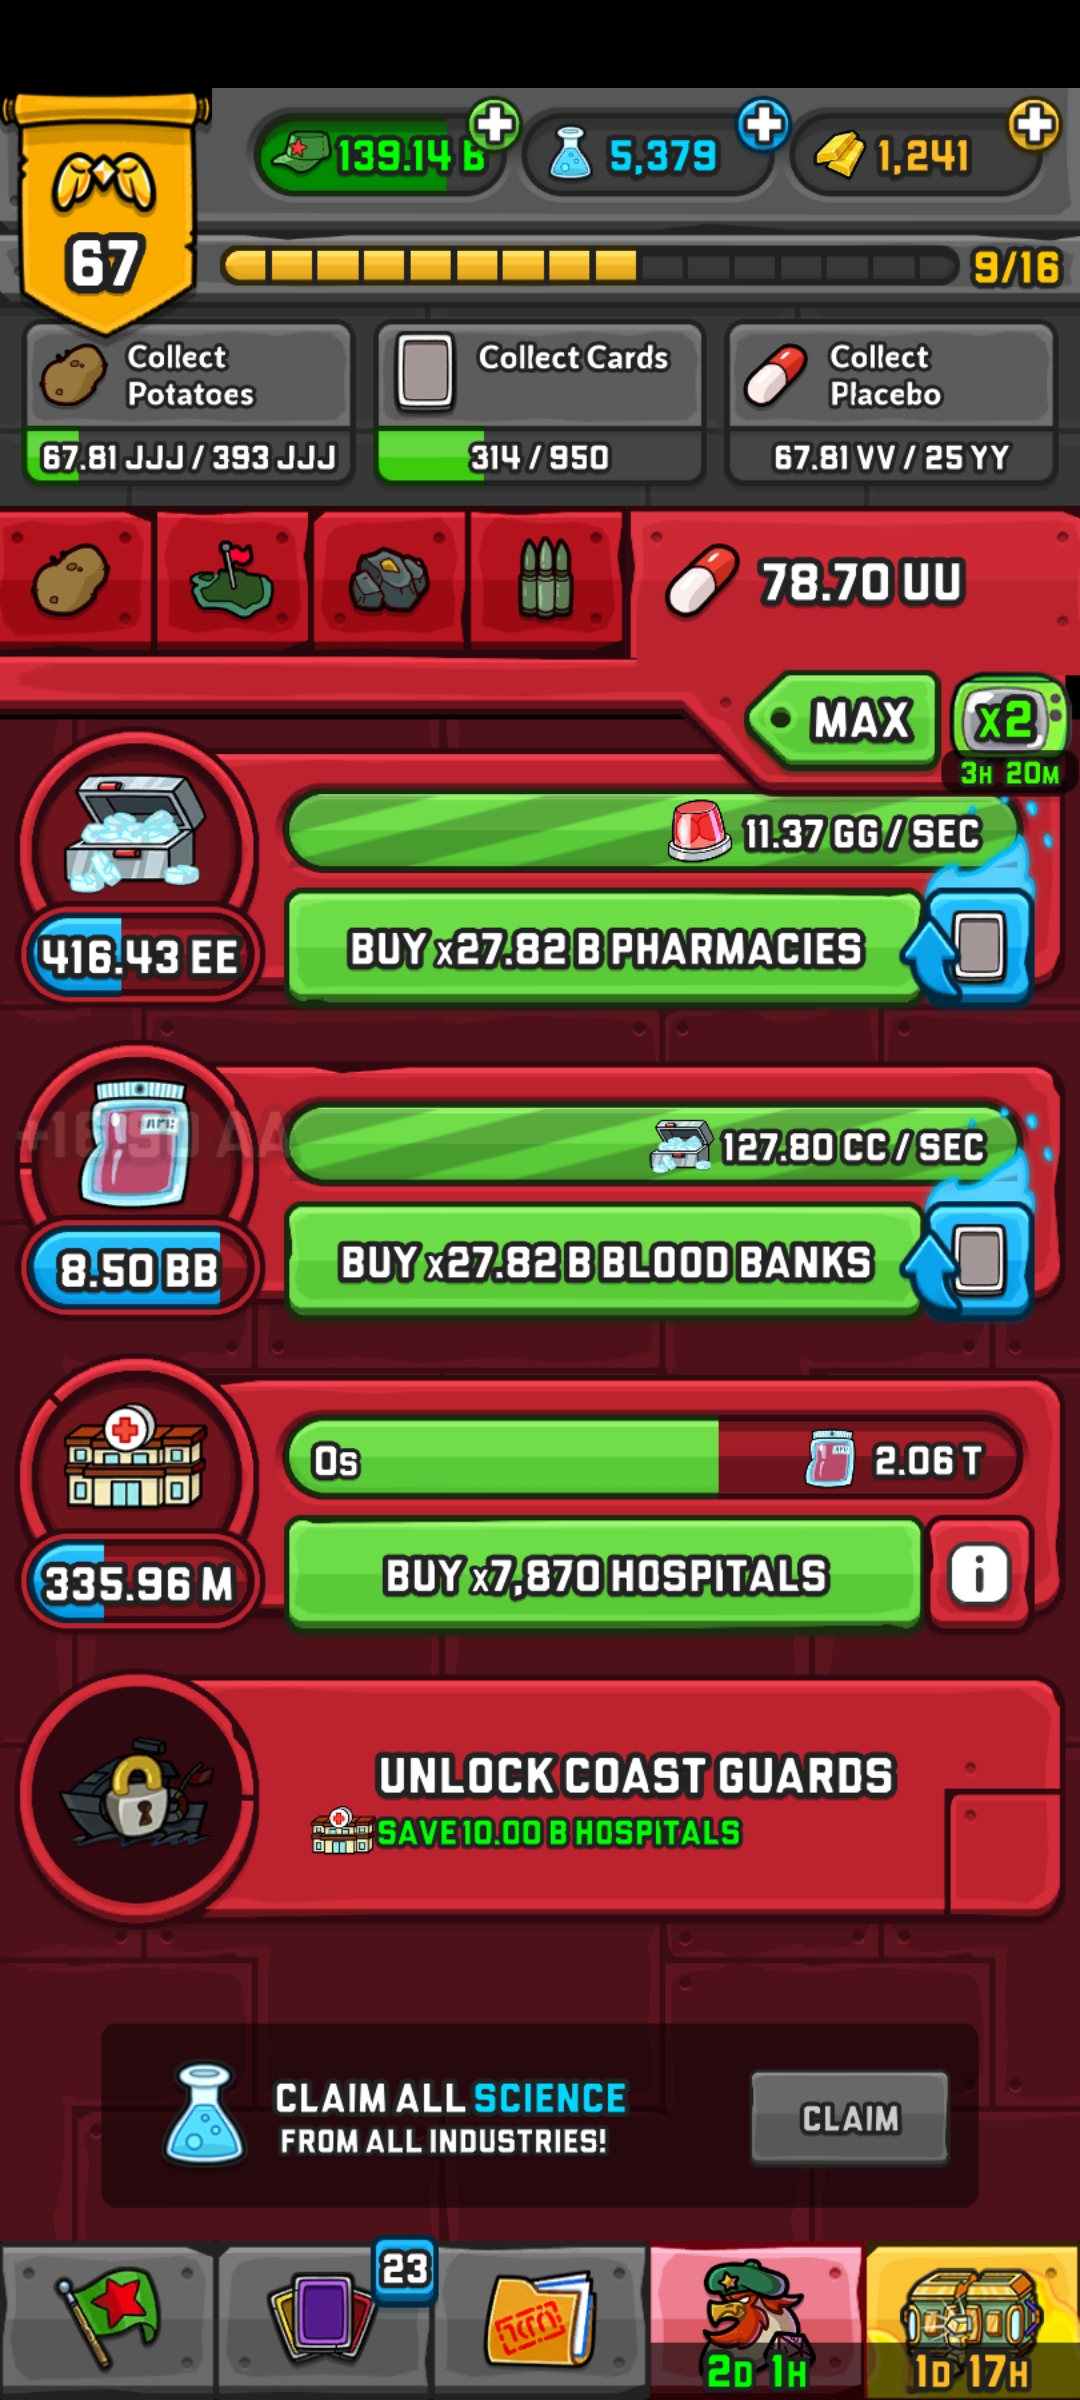 139.14 B
5,379
1,241
67
9/16
Collect
Potatoes
67.81 JJJ / 393 JJJ
Collect Cards
314 / 950
Collect
Placebo
67.81 VV / 25 YY
78.70 UU
MAX
x2
3H 20M
11.37 GG / SEC
416.43 EE
BUY x27.82 B PHARMACIES
127.80 CC / SEC
8.50 BB
BUY x27.82 B BLOOD BANKS
0s
2.06 T
335.96 M
BUY x7,870 HOSPITALS
i
UNLOCK COAST GUARDS
SAVE 10.00 B HOSPITALS
CLAIM ALL SCIENCE
FROM ALL INDUSTRIES!
CLAIM
23
2D 1H
1D 17H